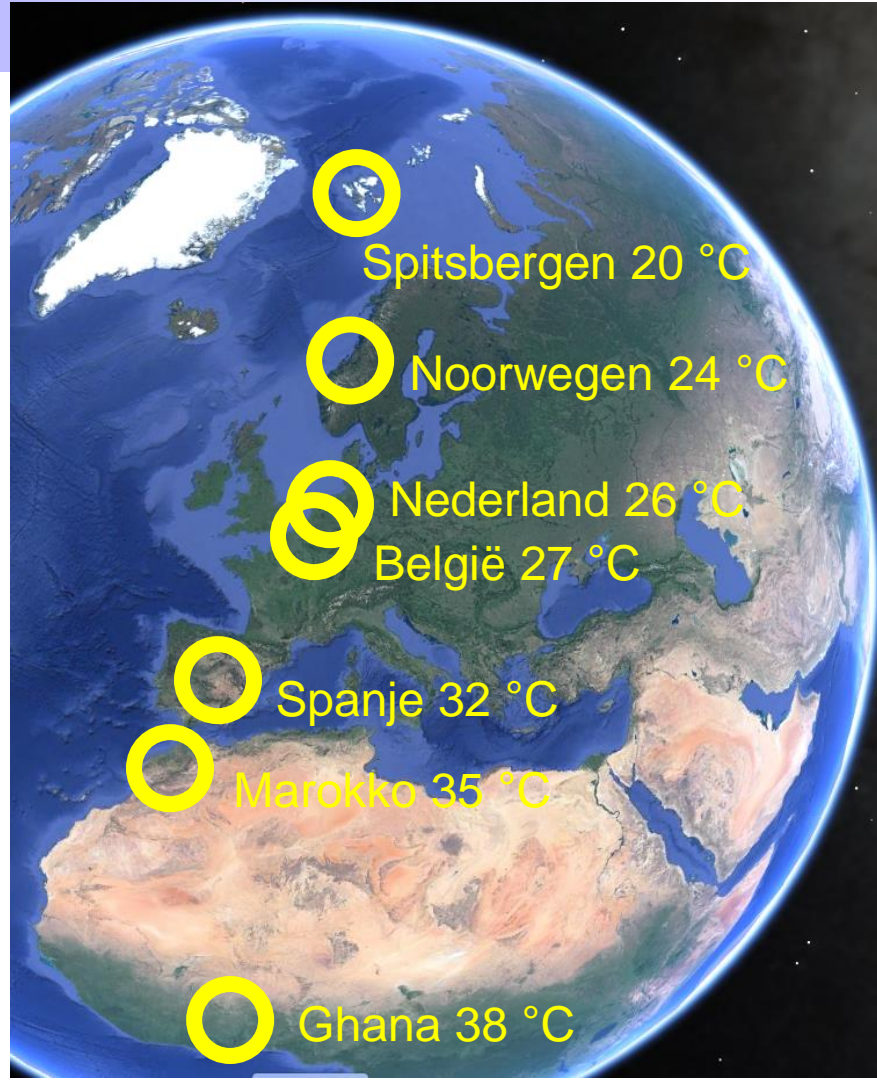 Spitsbergen 20 °C
Noorwegen 24 °C
Nederland 26 °C
België 27 °C
Spanje 32 °C
Marokko 35 °C
Ghana 38 °C